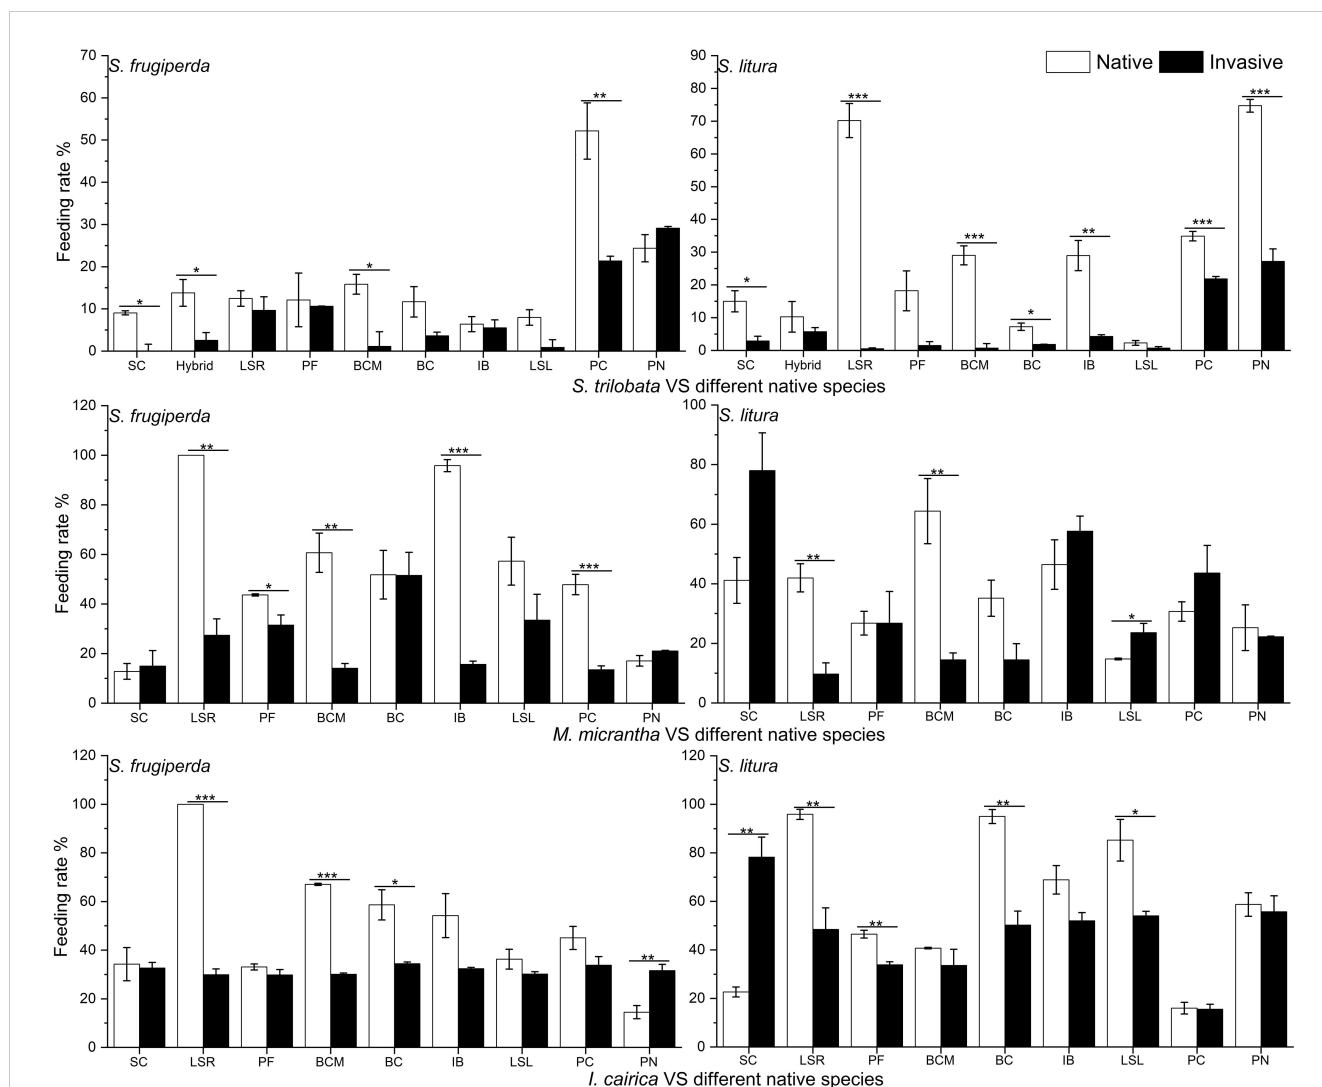 S. frugiperda
S. litura
Native Invasive
Feeding rate %
70
60
50
40
30
20
10
0
* * * **
SC Hybrid LSR PF BCM BC IB LSL PC PN
90
80
70
60
50
40
30
20
10
0
* *** *** * ** *** ***
SC Hybrid LSR PF BCM BC IB LSL PC PN
S. trilobata VS different native species
S. frugiperda
S. litura
Feeding rate %
120
100
80
60
40
20
0
** * ** *** ***
SC LSR PF BCM BC IB LSL PC PN
100
80
60
40
20
0
** ** *
SC LSR PF BCM BC IB LSL PC PN
M. micrantha VS different native species
S. frugiperda
S. litura
Feeding rate %
120
100
80
60
40
20
0
*** *** * **
SC LSR PF BCM BC IB LSL PC PN
120
100
80
60
40
20
0
** ** ** ** *
SC LSR PF BCM BC IB LSL PC PN
I. cairica VS different native species